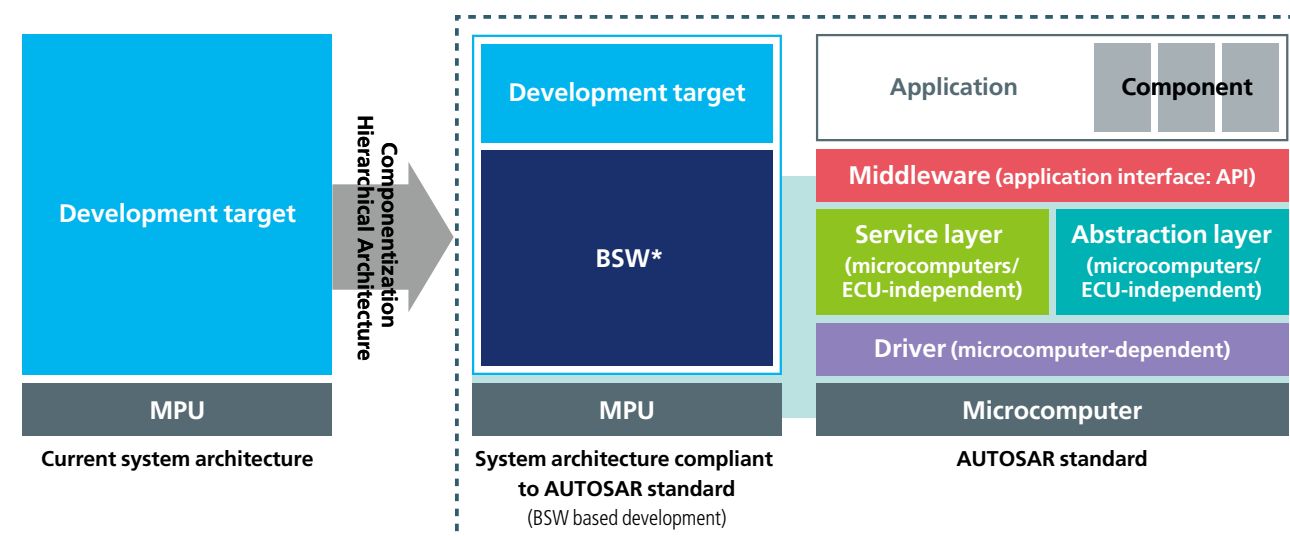 Development target
MPU
Current system architecture
Componentization
Hierarchical Architecture
Development target
BSW*
MPU
System architecture compliant
to AUTOSAR standard
(BSW based development)
Application
Component
Middleware (application interface: API)
Service layer
(microcomputers/
ECU-independent)
Abstraction layer
(microcomputers/
ECU-independent)
Driver (microcomputer-dependent)
Microcomputer
AUTOSAR standard